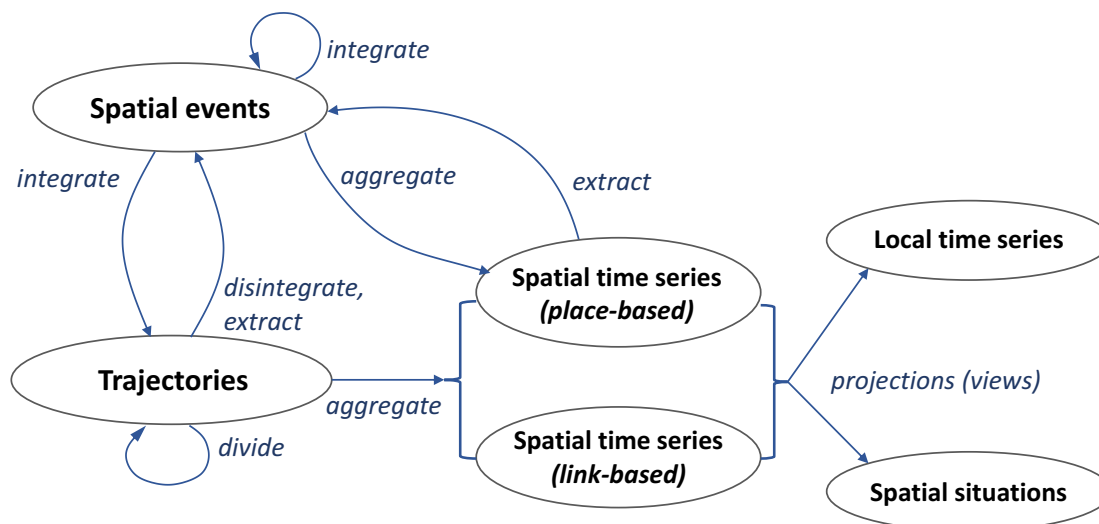 integrate
Spatial events
integrate
aggregate
extract
disintegrate,
extract
Spatial time series
(place-based)
Local time series
Trajectories
aggregate
projections (views)
divide
Spatial time series
(link-based)
Spatial situations